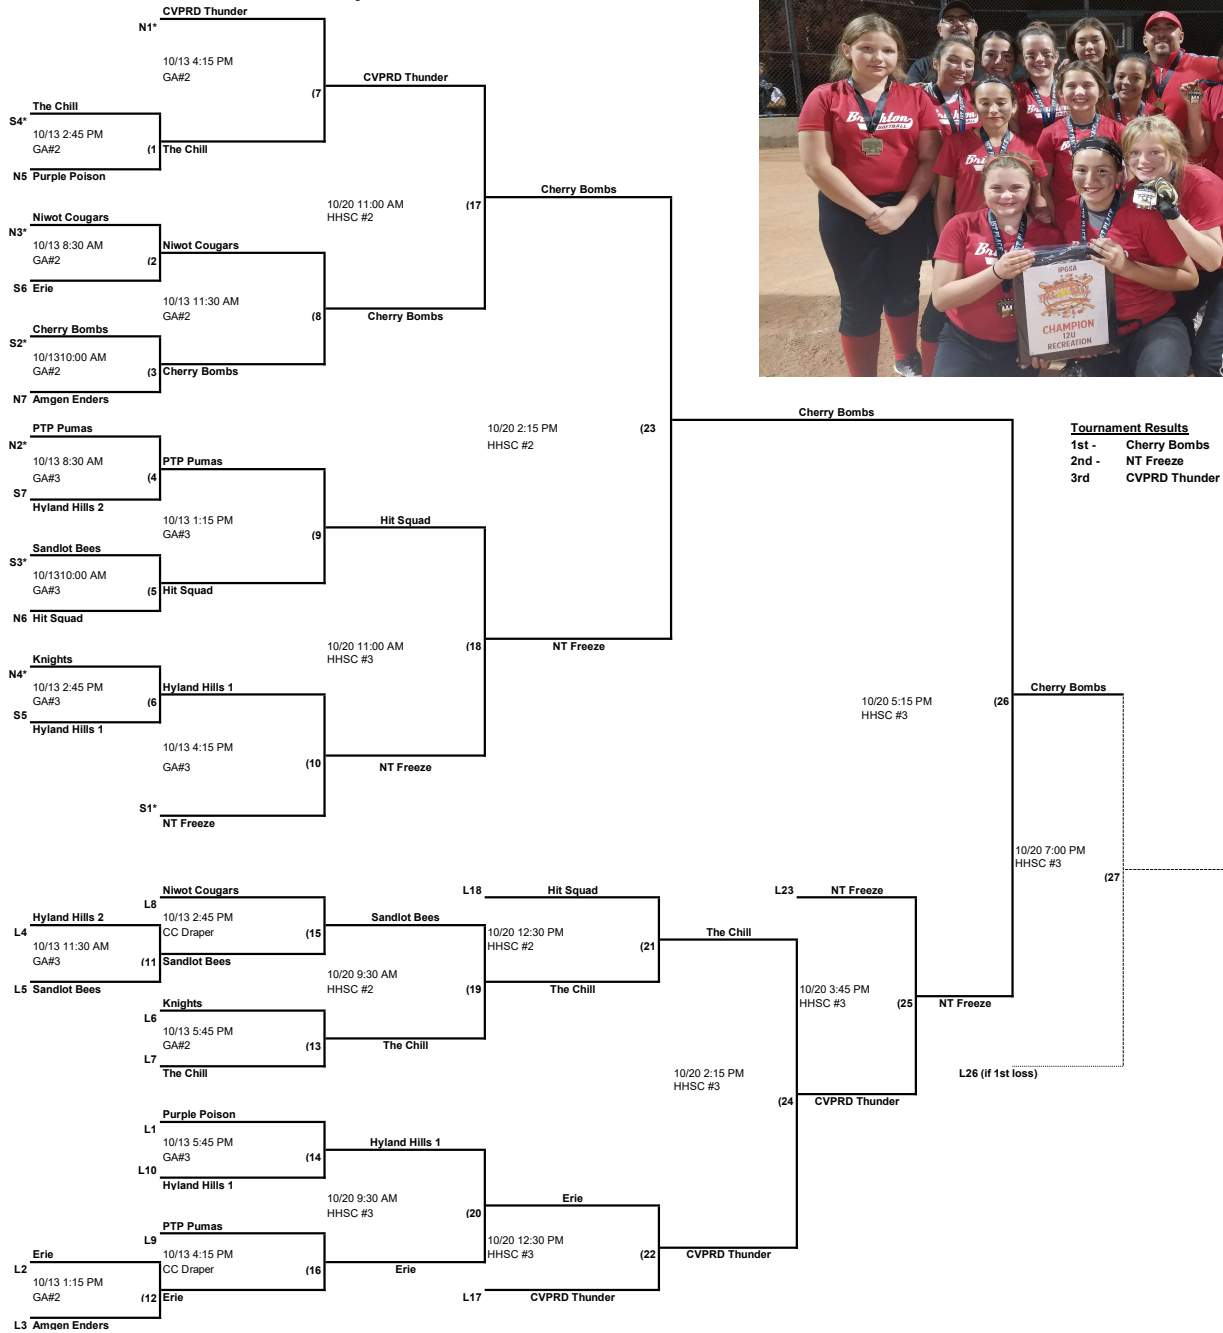 CVPRD Thunder
N1*
10/13 4:15 PM
GA#2
(7
CVPRD Thunder
The Chill
S4*
10/13 2:45 PM
GA#2
(1
The Chill
N5 Purple Poison
10/20 11:00 AM
HHSC #2
(17
Cherry Bombs
Niwot Cougars
N3*
10/13 8:30 AM
GA#2
(2
Niwot Cougars
S6 Erie
10/13 11:30 AM
GA#2
(8
Cherry Bombs
Cherry Bombs
S2*
10/1310:00 AM
GA#2
(3
Cherry Bombs
N7 Amgen Enders
10/20 2:15 PM
HHSC #2
(23
Cherry Bombs
PTP Pumas
N2*
10/13 8:30 AM
GA#3
(4
PTP Pumas
S7
Hyland Hills 2
10/13 1:15 PM
GA#3
(9
Hit Squad
Sandlot Bees
S3*
10/1310:00 AM
GA#3
(5
Hit Squad
N6 Hit Squad
10/20 11:00 AM
HHSC #3
(18
NT Freeze
Knights
N4*
10/13 2:45 PM
GA#3
(6
Hyland Hills 1
S5
Hyland Hills 1
10/13 4:15 PM
GA#3
(10
NT Freeze
S1*
NT Freeze
10/20 5:15 PM
HHSC #3
(26
Cherry Bombs
10/20 7:00 PM
HHSC #3
(27
Brighton
SOFTBALL
Brighton
1ST PLACE
IPGSA
CHAMPION
12U
RECREATION
Tournament Results
1st - Cherry Bombs
2nd - NT Freeze
3rd CVPRD Thunder
Niwot Cougars
L8
10/13 2:45 PM
CC Draper
(15
Sandlot Bees
Hyland Hills 2
L4
10/13 11:30 AM
GA#3
(11
Sandlot Bees
L5 Sandlot Bees
10/20 9:30 AM
HHSC #2
(19
The Chill
Knights
L6
10/13 5:45 PM
GA#2
(13
The Chill
L7
The Chill
L18
Hit Squad
10/20 12:30 PM
HHSC #2
(21
The Chill
L23
NT Freeze
10/20 3:45 PM
HHSC #3
(25
NT Freeze
L26 (if 1st loss)
10/20 2:15 PM
HHSC #3
(24
CVPRD Thunder
Purple Poison
L1
10/13 5:45 PM
GA#3
(14
Hyland Hills 1
L10
Hyland Hills 1
10/20 9:30 AM
HHSC #3
(20
Erie
PTP Pumas
L9
10/13 4:15 PM
CC Draper
(16
Erie
Erie
L2
10/13 1:15 PM
GA#2
(12
Erie
L3 Amgen Enders
10/20 12:30 PM
HHSC #3
(22
CVPRD Thunder
L17
CVPRD Thunder